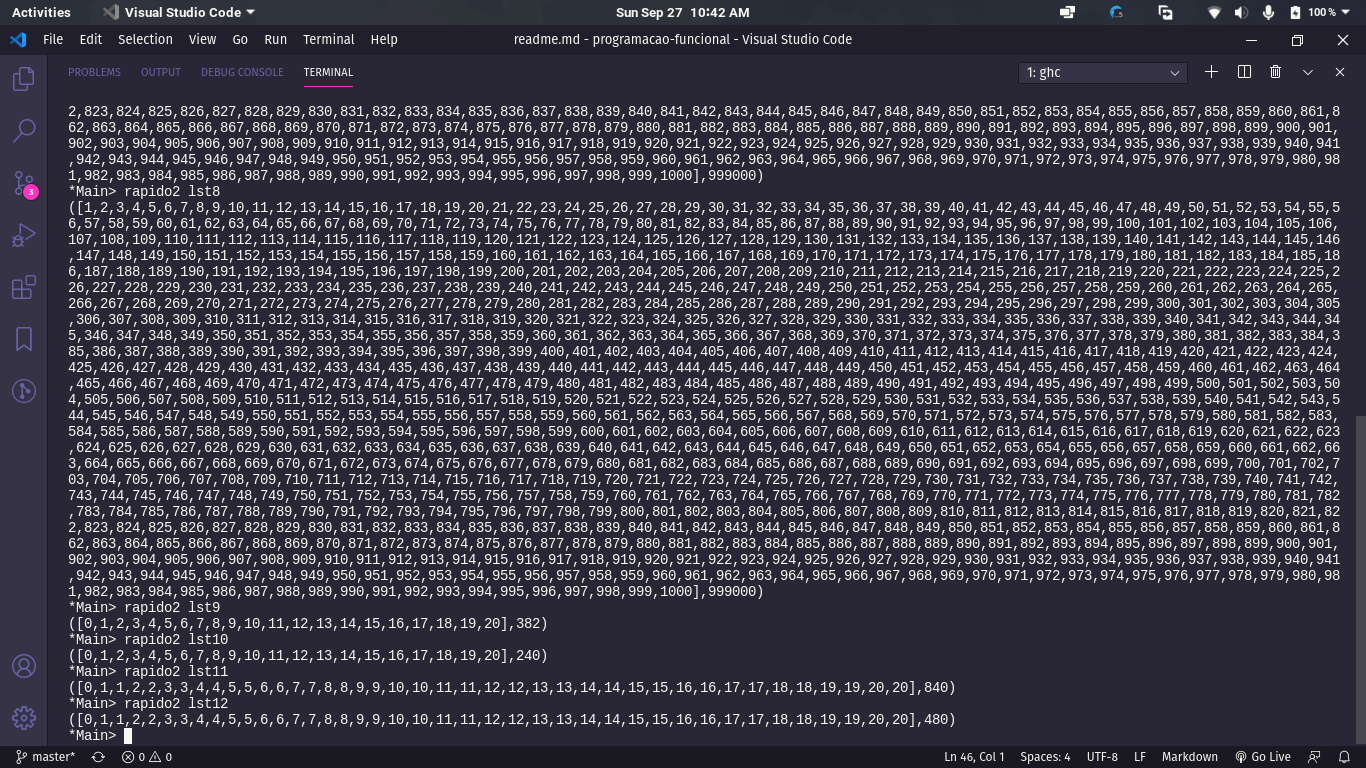 Activities
Visual Studio Code
Sun Sep 27 10:42 AM
100 %
File Edit Selection View Go Run Terminal Help
readme.md - programacao-funcional - Visual Studio Code
PROBLEMS OUTPUT DEBUG CONSOLE TERMINAL
1: ghc
2,823,824,825,826,827,828,829,830,831,832,833,834,835,836,837,838,839,840,841,842,843,844,845,846,847,848,849,850,851,852,853,854,855,856,857,858,859,860,861,8
62,863,864,865,866,867,868,869,870,871,872,873,874,875,876,877,878,879,880,881,882,883,884,885,886,887,888,889,890,891,892,893,894,895,896,897,898,899,900,901,
902,903,904,905,906,907,908,909,910,911,912,913,914,915,916,917,918,919,920,921,922,923,924,925,926,927,928,929,930,931,932,933,934,935,936,937,938,939,940,941
,942,943,944,945,946,947,948,949,950,951,952,953,954,955,956,957,958,959,960,961,962,963,964,965,966,967,968,969,970,971,972,973,974,975,976,977,978,979,980,98
1,982,983,984,985,986,987,988,989,990,991,992,993,994,995,996,997,998,999,1000],999000)
*Main> rapido2 lst8
([1,2,3,4,5,6,7,8,9,10,11,12,13,14,15,16,17,18,19,20,21,22,23,24,25,26,27,28,29,30,31,32,33,34,35,36,37,38,39,40,41,42,43,44,45,46,47,48,49,50,51,52,53,54,55,5
6,57,58,59,60,61,62,63,64,65,66,67,68,69,70,71,72,73,74,75,76,77,78,79,80,81,82,83,84,85,86,87,88,89,90,91,92,93,94,95,96,97,98,99,100,101,102,103,104,105,106,
107,108,109,110,111,112,113,114,115,116,117,118,119,120,121,122,123,124,125,126,127,128,129,130,131,132,133,134,135,136,137,138,139,140,141,142,143,144,145,146
,147,148,149,150,151,152,153,154,155,156,157,158,159,160,161,162,163,164,165,166,167,168,169,170,171,172,173,174,175,176,177,178,179,180,181,182,183,184,185,18
6,187,188,189,190,191,192,193,194,195,196,197,198,199,200,201,202,203,204,205,206,207,208,209,210,211,212,213,214,215,216,217,218,219,220,221,222,223,224,225,2
26,227,228,229,230,231,232,233,234,235,236,237,238,239,240,241,242,243,244,245,246,247,248,249,250,251,252,253,254,255,256,257,258,259,260,261,262,263,264,265,
266,267,268,269,270,271,272,273,274,275,276,277,278,279,280,281,282,283,284,285,286,287,288,289,290,291,292,293,294,295,296,297,298,299,300,301,302,303,304,305
,306,307,308,309,310,311,312,313,314,315,316,317,318,319,320,321,322,323,324,325,326,327,328,329,330,331,332,333,334,335,336,337,338,339,340,341,342,343,344,34
5,346,347,348,349,350,351,352,353,354,355,356,357,358,359,360,361,362,363,364,365,366,367,368,369,370,371,372,373,374,375,376,377,378,379,380,381,382,383,384,3
85,386,387,388,389,390,391,392,393,394,395,396,397,398,399,400,401,402,403,404,405,406,407,408,409,410,411,412,413,414,415,416,417,418,419,420,421,422,423,424,
425,426,427,428,429,430,431,432,433,434,435,436,437,438,439,440,441,442,443,444,445,446,447,448,449,450,451,452,453,454,455,456,457,458,459,460,461,462,463,464
,465,466,467,468,469,470,471,472,473,474,475,476,477,478,479,480,481,482,483,484,485,486,487,488,489,490,491,492,493,494,495,496,497,498,499,500,501,502,503,50
4,505,506,507,508,509,510,511,512,513,514,515,516,517,518,519,520,521,522,523,524,525,526,527,528,529,530,531,532,533,534,535,536,537,538,539,540,541,542,543,5
44,545,546,547,548,549,550,551,552,553,554,555,556,557,558,559,560,561,562,563,564,565,566,567,568,569,570,571,572,573,574,575,576,577,578,579,580,581,582,583,
584,585,586,587,588,589,590,591,592,593,594,595,596,597,598,599,600,601,602,603,604,605,606,607,608,609,610,611,612,613,614,615,616,617,618,619,620,621,622,623
,624,625,626,627,628,629,630,631,632,633,634,635,636,637,638,639,640,641,642,643,644,645,646,647,648,649,650,651,652,653,654,655,656,657,658,659,660,661,662,66
3,664,665,666,667,668,669,670,671,672,673,674,675,676,677,678,679,680,681,682,683,684,685,686,687,688,689,690,691,692,693,694,695,696,697,698,699,700,701,702,7
03,704,705,706,707,708,709,710,711,712,713,714,715,716,717,718,719,720,721,722,723,724,725,726,727,728,729,730,731,732,733,734,735,736,737,738,739,740,741,742,
743,744,745,746,747,748,749,750,751,752,753,754,755,756,757,758,759,760,761,762,763,764,765,766,767,768,769,770,771,772,773,774,775,776,777,778,779,780,781,782
,783,784,785,786,787,788,789,790,791,792,793,794,795,796,797,798,799,800,801,802,803,804,805,806,807,808,809,810,811,812,813,814,815,816,817,818,819,820,821,82
2,823,824,825,826,827,828,829,830,831,832,833,834,835,836,837,838,839,840,841,842,843,844,845,846,847,848,849,850,851,852,853,854,855,856,857,858,859,860,861,8
62,863,864,865,866,867,868,869,870,871,872,873,874,875,876,877,878,879,880,881,882,883,884,885,886,887,888,889,890,891,892,893,894,895,896,897,898,899,900,901,
902,903,904,905,906,907,908,909,910,911,912,913,914,915,916,917,918,919,920,921,922,923,924,925,926,927,928,929,930,931,932,933,934,935,936,937,938,939,940,941
,942,943,944,945,946,947,948,949,950,951,952,953,954,955,956,957,958,959,960,961,962,963,964,965,966,967,968,969,970,971,972,973,974,975,976,977,978,979,980,98
1,982,983,984,985,986,987,988,989,990,991,992,993,994,995,996,997,998,999,1000],999000)
*Main> rapido2 lst9
([0,1,2,3,4,5,6,7,8,9,10,11,12,13,14,15,16,17,18,19,20],382)
*Main> rapido2 lst10
([0,1,2,3,4,5,6,7,8,9,10,11,12,13,14,15,16,17,18,19,20],240)
*Main> rapido2 lst11
([0,1,1,2,2,3,3,4,4,5,5,6,6,7,7,8,8,9,9,10,10,11,11,12,12,13,13,14,14,15,15,16,16,17,17,18,18,19,19,20,20],840)
*Main> rapido2 lst12
([0,1,1,2,2,3,3,4,4,5,5,6,6,7,7,8,8,9,9,10,10,11,11,12,12,13,13,14,14,15,15,16,16,17,17,18,18,19,19,20,20],480)
*Main>
3
master*
0 0
Ln 46, Col 1
Spaces: 4
UTF-8
LF
Markdown
Go Live